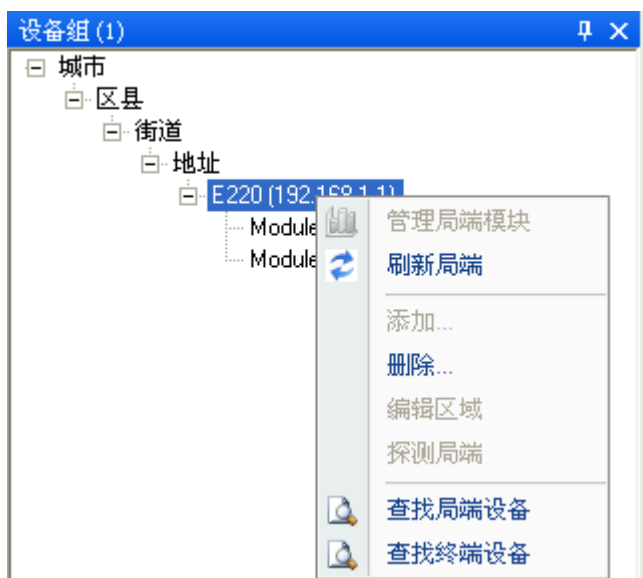 设备组 (1)
城市
区县
街道
地址
E220 (192.168.1.1)
Module
Module
管理局端模块
刷新局端
添加...
删除...
编辑区域
探测局端
查找局端设备
查找终端设备